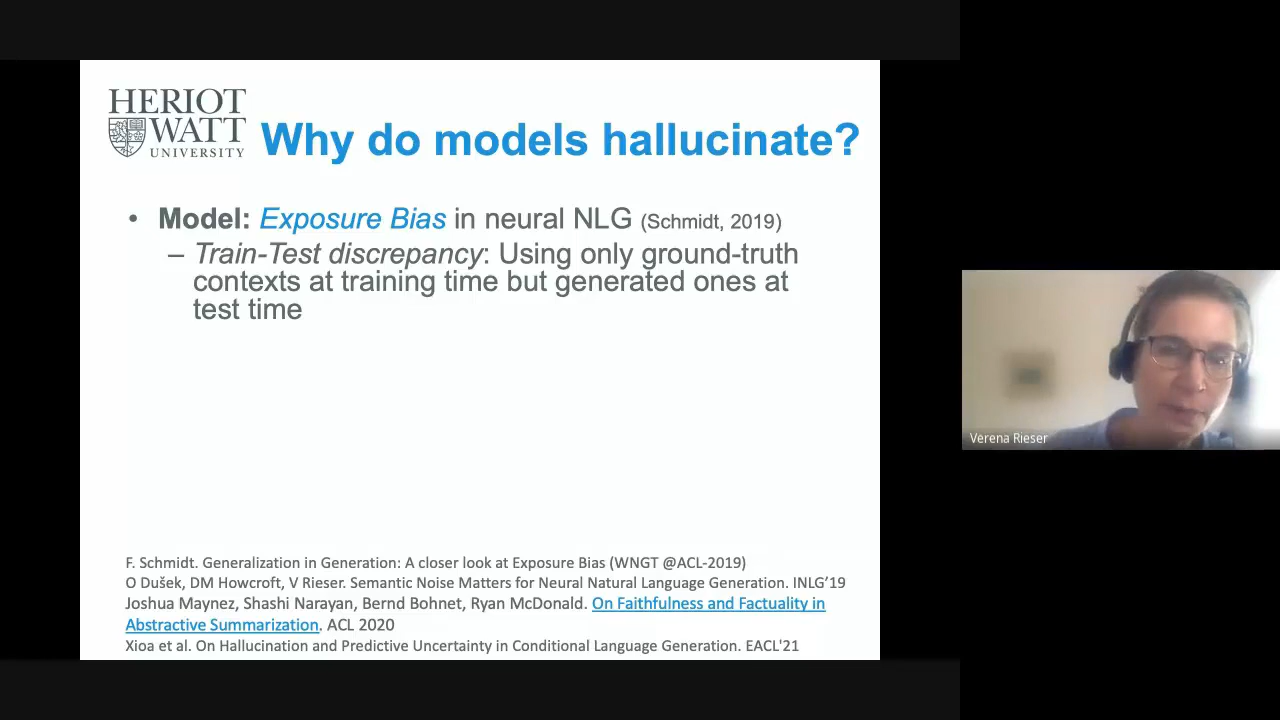 HERIOT
WATT
UNIVERSITY
Why do models hallucinate?
• Model: Exposure Bias in neural NLG (Schmidt, 2019)
– Train-Test discrepancy: Using only ground-truth
contexts at training time but generated ones at
test time
Verena Rieser
F. Schmidt. Generalization in Generation: A closer look at Exposure Bias (WNGT @ACL-2019)
O Dušek, DM Howcroft, V Rieser. Semantic Noise Matters for Neural Natural Language Generation. INLG’19
Joshua Maynez, Shashi Narayan, Bernd Bohnet, Ryan McDonald. On Faithfulness and Factuality in
Abstractive Summarization. ACL 2020
Xioa et al. On Hallucination and Predictive Uncertainty in Conditional Language Generation. EACL'21